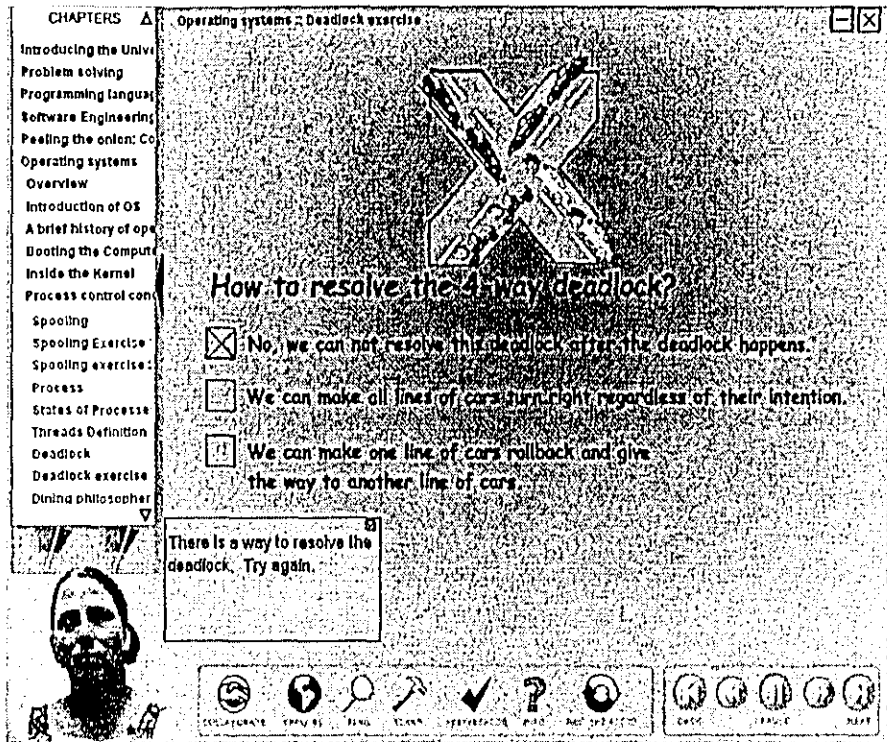 CHAPTERS
Introducing the Unive
Problem solving
Programming languag
Software Engineering
Peeling the onion: Co
Operating systems
Overview
Introduction of OS
A brief history of ope
Booting the Compute
Inside the Kernel
Process control conc
Spooling
Spooling Exercise
Spooling exercise
Process
States of Processe
Threads Definition
Deadlock
Deadlock exercise
Dining philosopher
Operating systems :: Deadlock exercise
How to resolve the 4-way deadlock?
No, we can not resolve this deadlock after the deadlock happens.
We can make all lines of cars turn right regardless of their intention.
We can make one line of cars rollback and give
the way to another line of cars.
There is a way to resolve the
deadlock. Try again.
COLLABORATE
BACK
PAUSE
NEXT